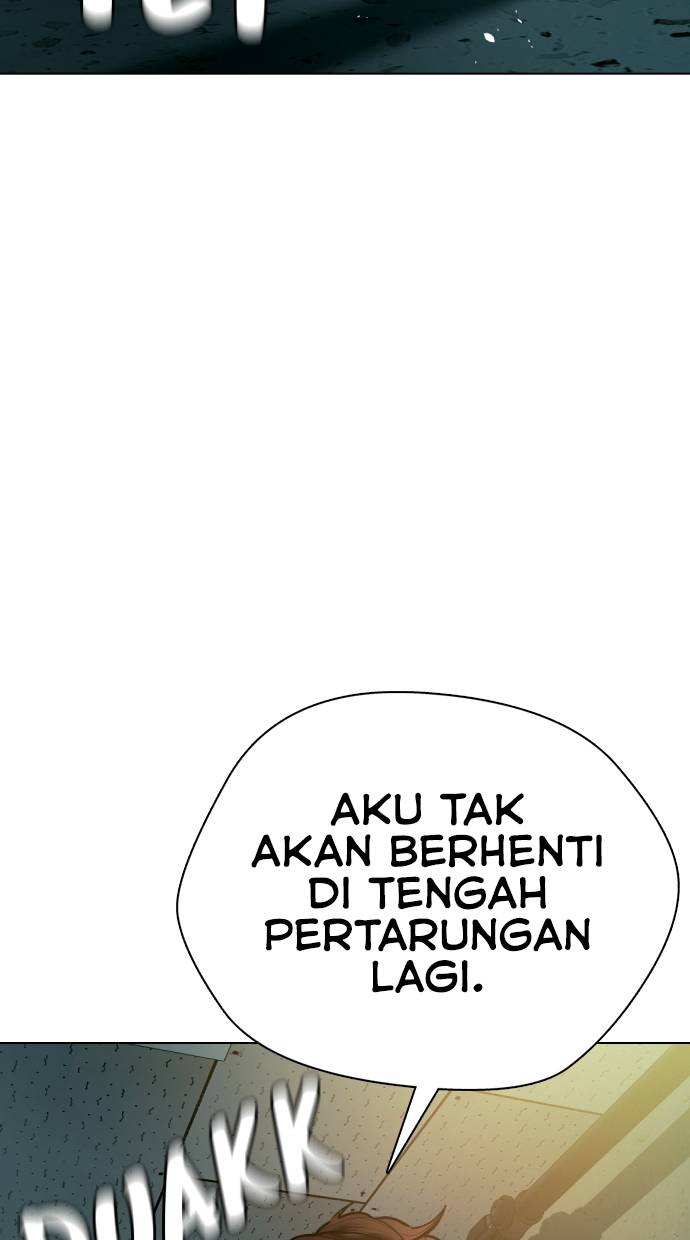 AKU TAK
AKAN BERHENTI
DI TENGAH
PERTARUNGAN
LAGI.
DUAKK